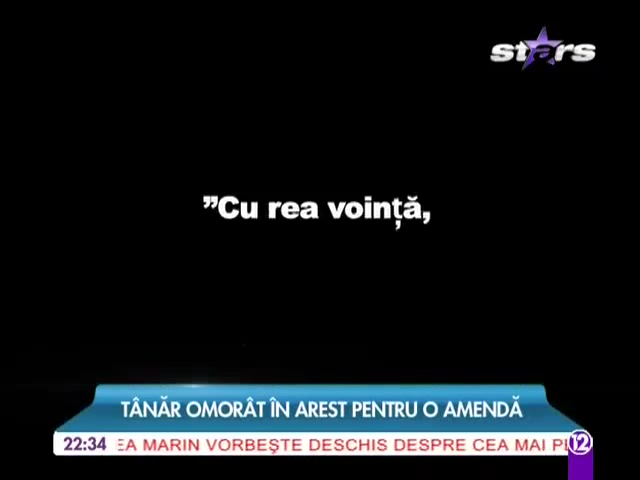 stars
”Cu rea voință,
TÂNĂR OMORÂT ÎN AREST PENTRU O AMENDĂ
22:34 EA MARIN VORBEȘTE DESCHIS DESPRE CEA MAI 12